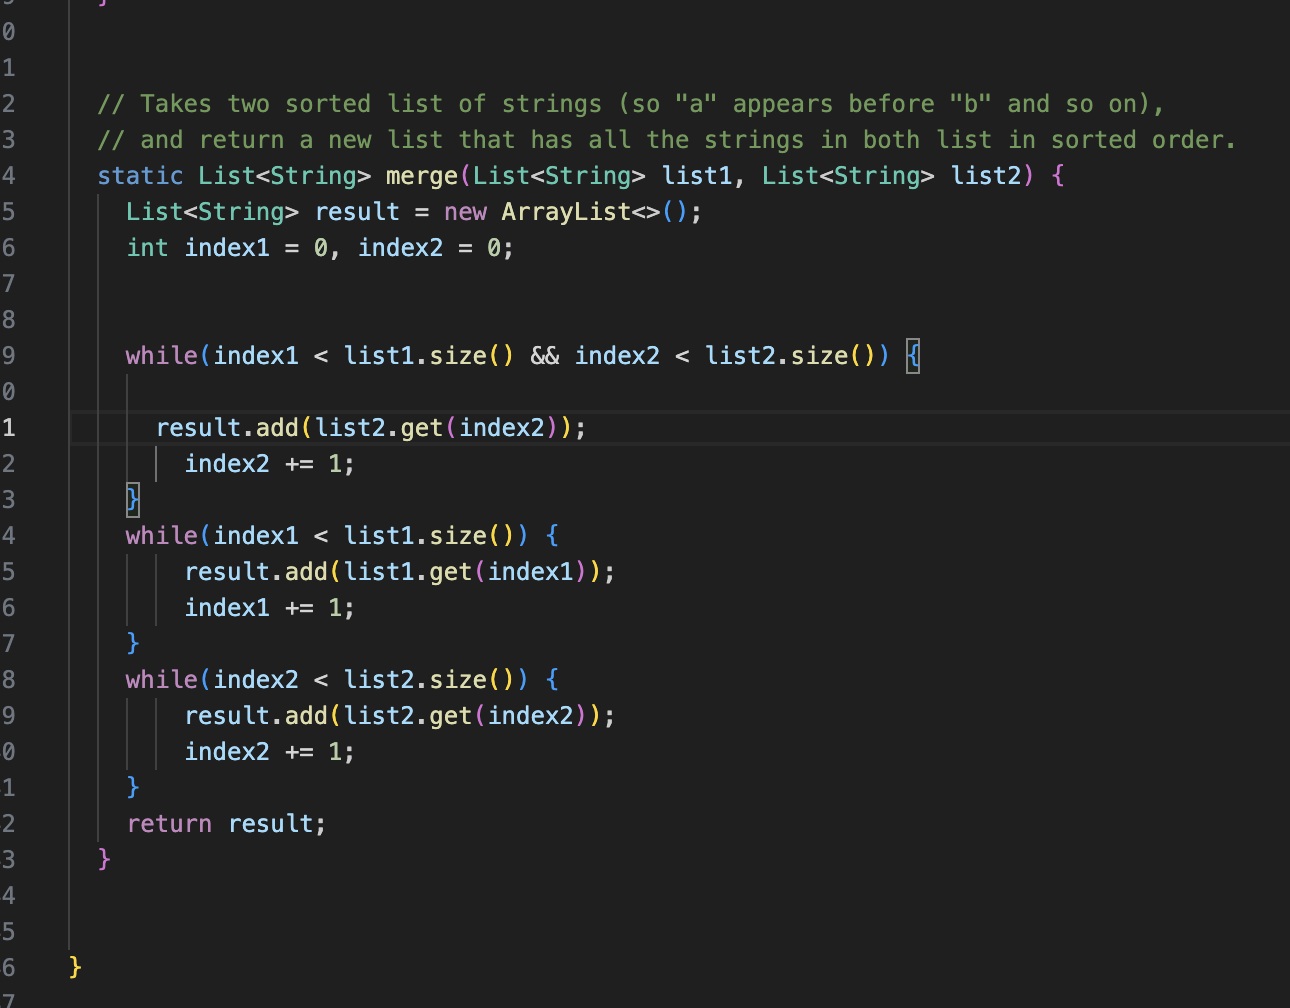 }
0
1
2 // Takes two sorted list of strings (so "a" appears before "b" and so on),
3 // and return a new list that has all the strings in both list in sorted order.
4 static List<String> merge(List<String> list1, List<String> list2) {
5 List<String> result = new ArrayList<>();
6 int index1 = 0, index2 = 0;
7
8
9 while(index1 < list1.size() && index2 < list2.size()) {
0
1 result.add(list2.get(index2));
2 index2 += 1;
3 }
4 while(index1 < list1.size()) {
5 result.add(list1.get(index1));
6 index1 += 1;
7 }
8 while(index2 < list2.size()) {
9 result.add(list2.get(index2));
0 index2 += 1;
1 }
2 return result;
3 }
4
5
6 }
7